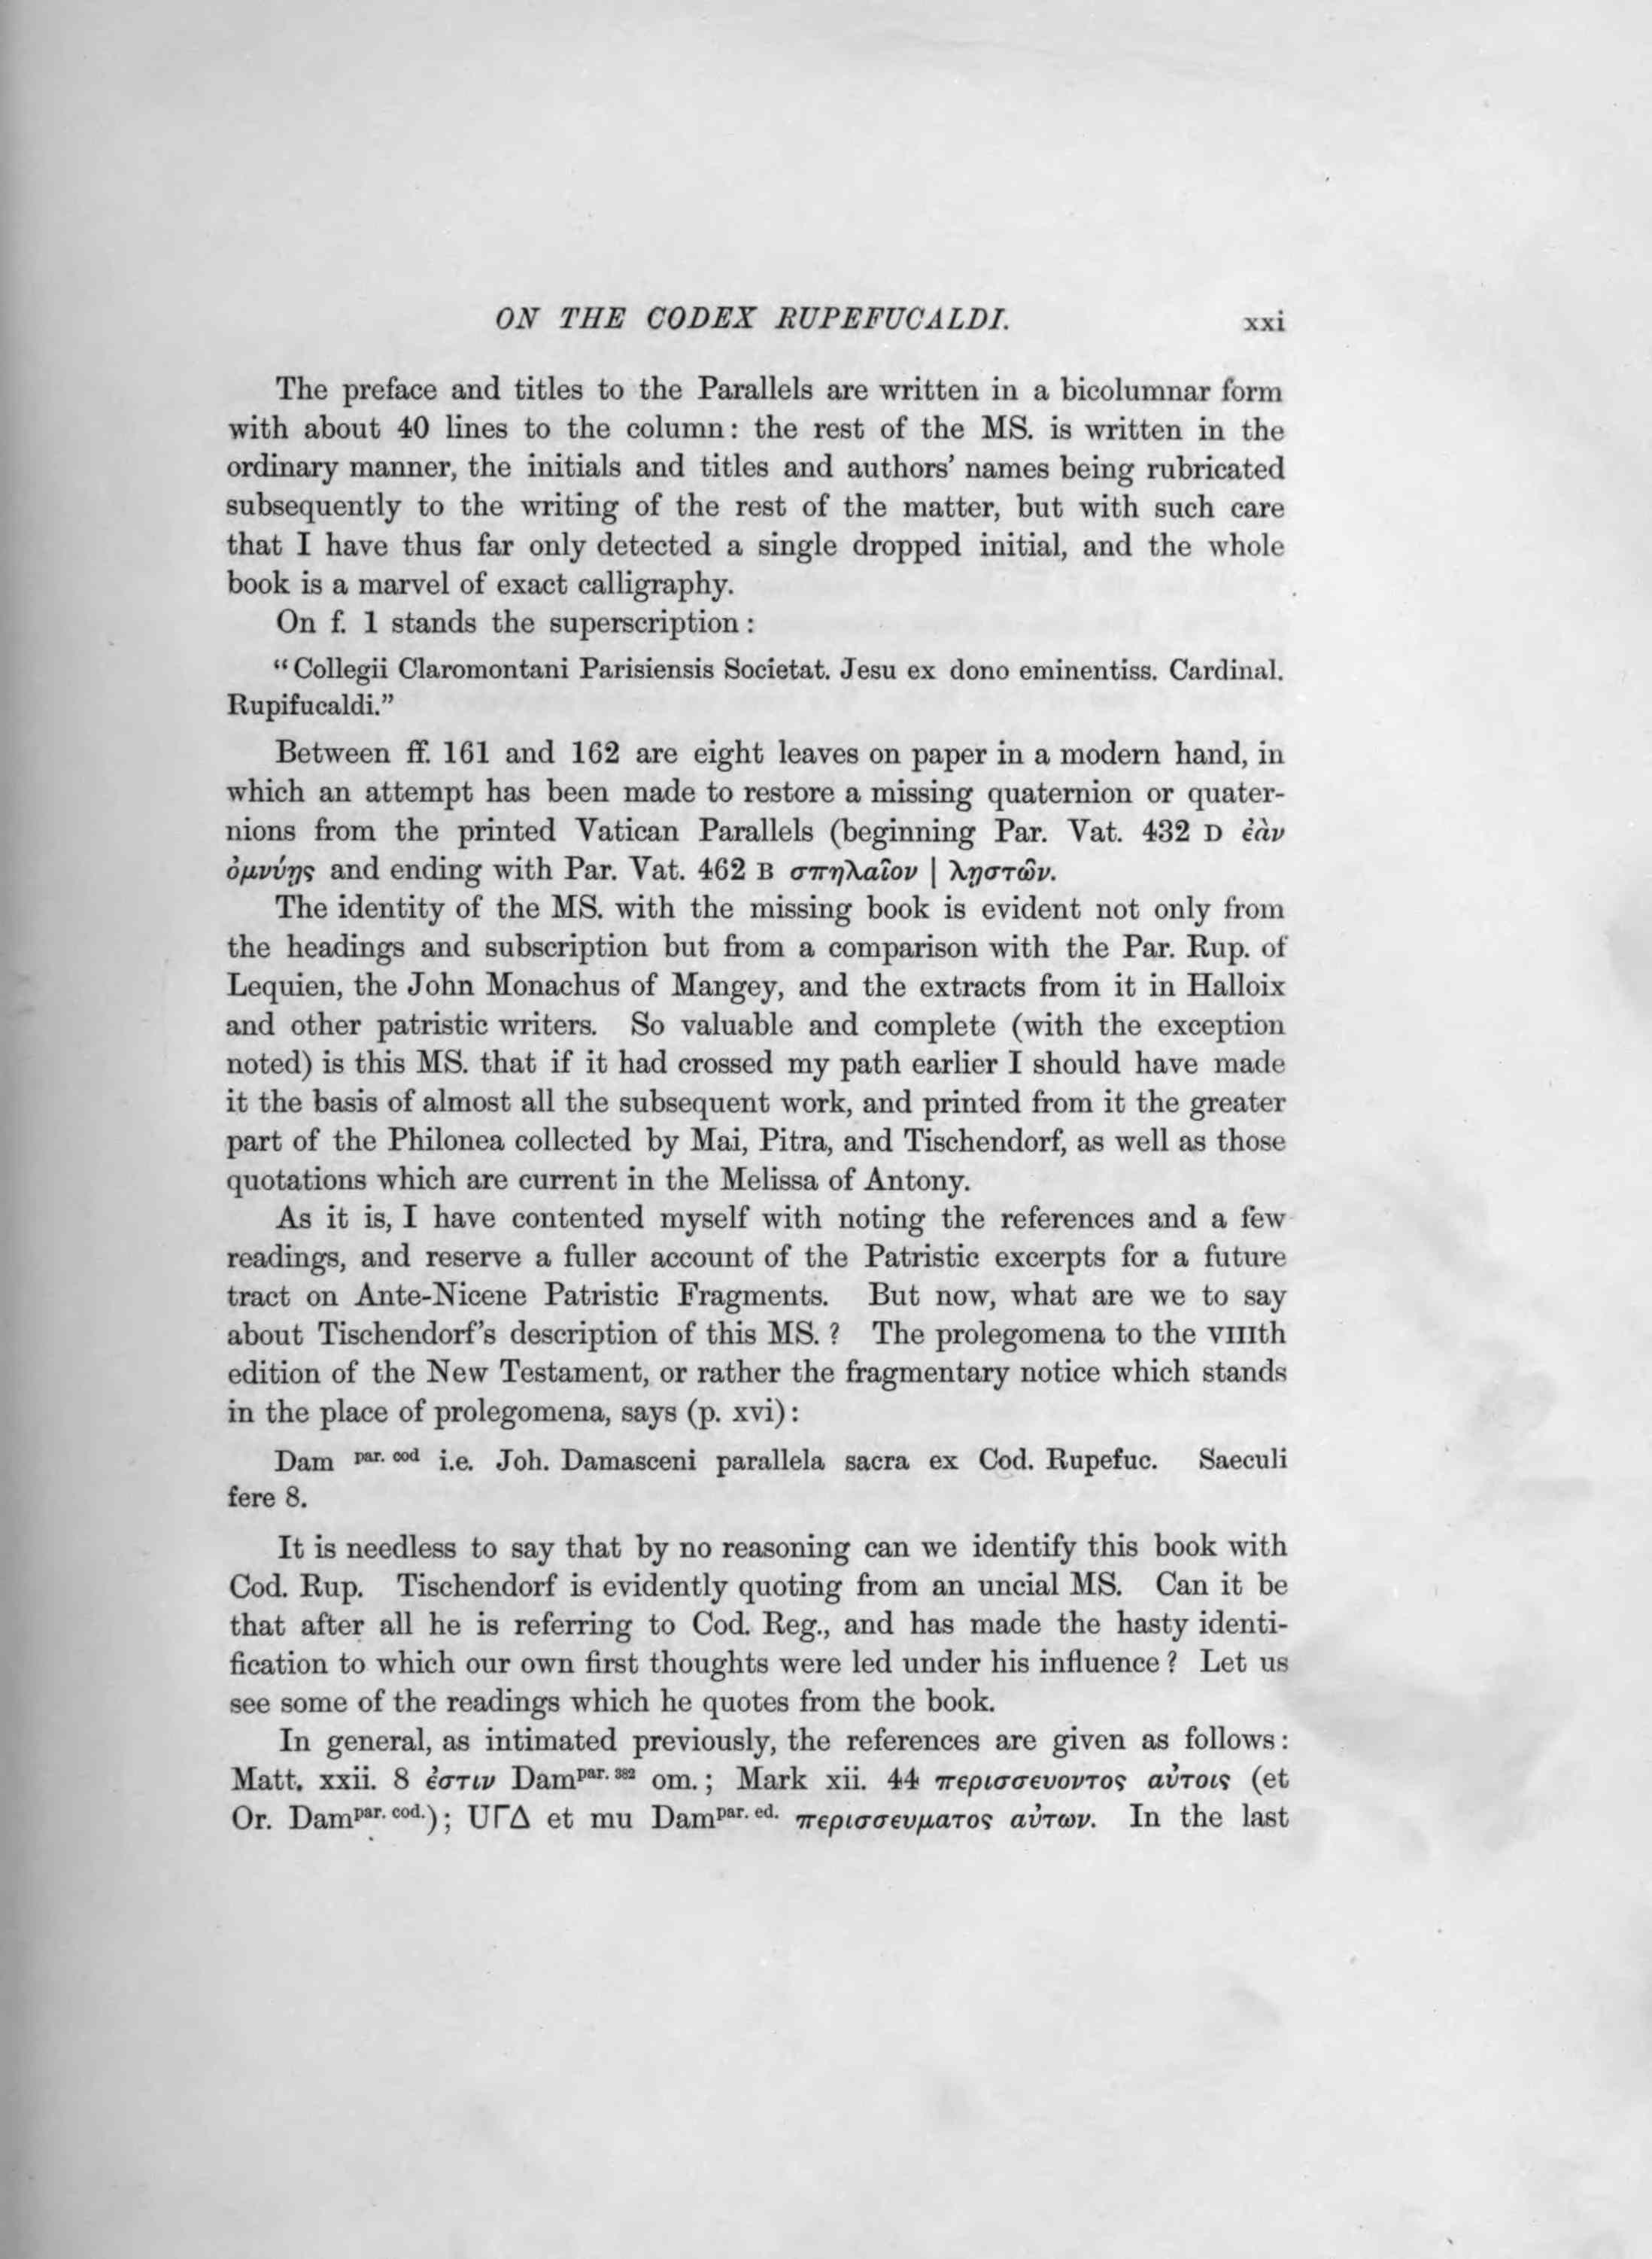 ON THE CODEX RUPEFUCALDI. xxi
The preface and titles to the Parallels are written in a bicolumnar form
with about 40 lines to the column: the rest of the MS. is written in the
ordinary manner, the initials and titles and authors’ names being rubricated
subsequently to the writing of the rest of the matter, but with such care
that I have thus far only detected a single dropped initial, and the whole
book is a marvel of exact calligraphy.
On f. 1 stands the superscription:
“Collegii Claromontani Parisiensis Societat. Jesu ex dono eminentiss. Cardinal.
Rupifucaldi.”
Between ff. 161 and 162 are eight leaves on paper in a modern hand, in
which an attempt has been made to restore a missing quaternion or quater-
nions from the printed Vatican Parallels (beginning Par. Vat. 432 D ἐὰν
ὀμνύῃς and ending with Par. Vat. 462 B σπηλαῖον | λῃστῶν.
The identity of the MS. with the missing book is evident not only from
the headings and subscription but from a comparison with the Par. Rup. of
Lequien, the John Monachus of Mangey, and the extracts from it in Halloix
and other patristic writers. So valuable and complete (with the exception
noted) is this MS. that if it had crossed my path earlier I should have made
it the basis of almost all the subsequent work, and printed from it the greater
part of the Philonea collected by Mai, Pitra, and Tischendorf, as well as those
quotations which are current in the Melissa of Antony.
As it is, I have contented myself with noting the references and a few
readings, and reserve a fuller account of the Patristic excerpts for a future
tract on Ante-Nicene Patristic Fragments. But now, what are we to say
about Tischendorf’s description of this MS.? The prolegomena to the VIIIth
edition of the New Testament, or rather the fragmentary notice which stands
in the place of prolegomena, says (p. xvi):
Dam par. cod i.e. Joh. Damasceni parallela sacra ex Cod. Rupefuc. Saeculi
fere 8.
It is needless to say that by no reasoning can we identify this book with
Cod. Rup. Tischendorf is evidently quoting from an uncial MS. Can it be
that after all he is referring to Cod. Reg., and has made the hasty identi-
fication to which our own first thoughts were led under his influence? Let us
see some of the readings which he quotes from the book.
In general, as intimated previously, the references are given as follows:
Matt. xxii. 8 ἐστιν Dampar. 382 om.; Mark xii. 44 περισσευοντος αὐτοις (et
Or. Dampar. cod.); UΓΔ et mu Dampar. ed. περισσευματος αὐτων. In the last